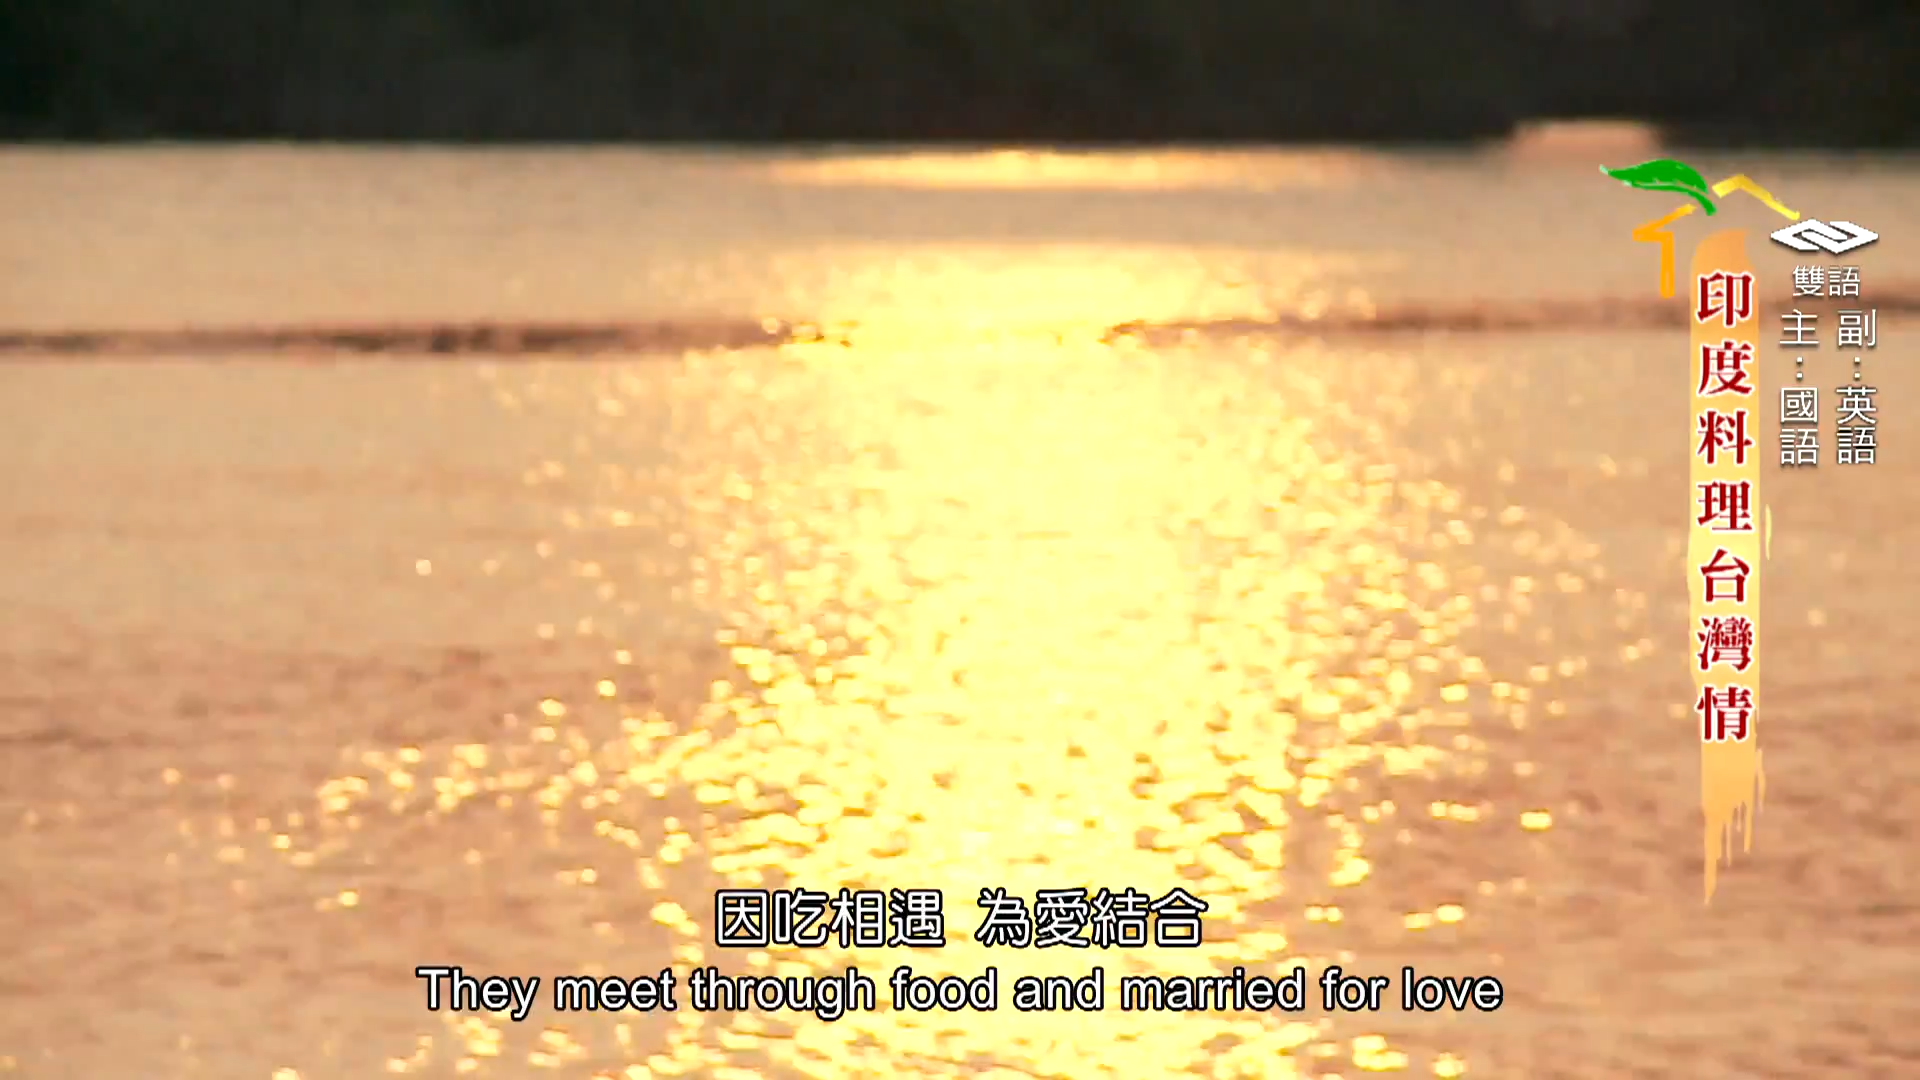 印度料理台灣情
雙語
主：國語
副：英語
因吃相遇 為愛結合
They meet through food and married for love